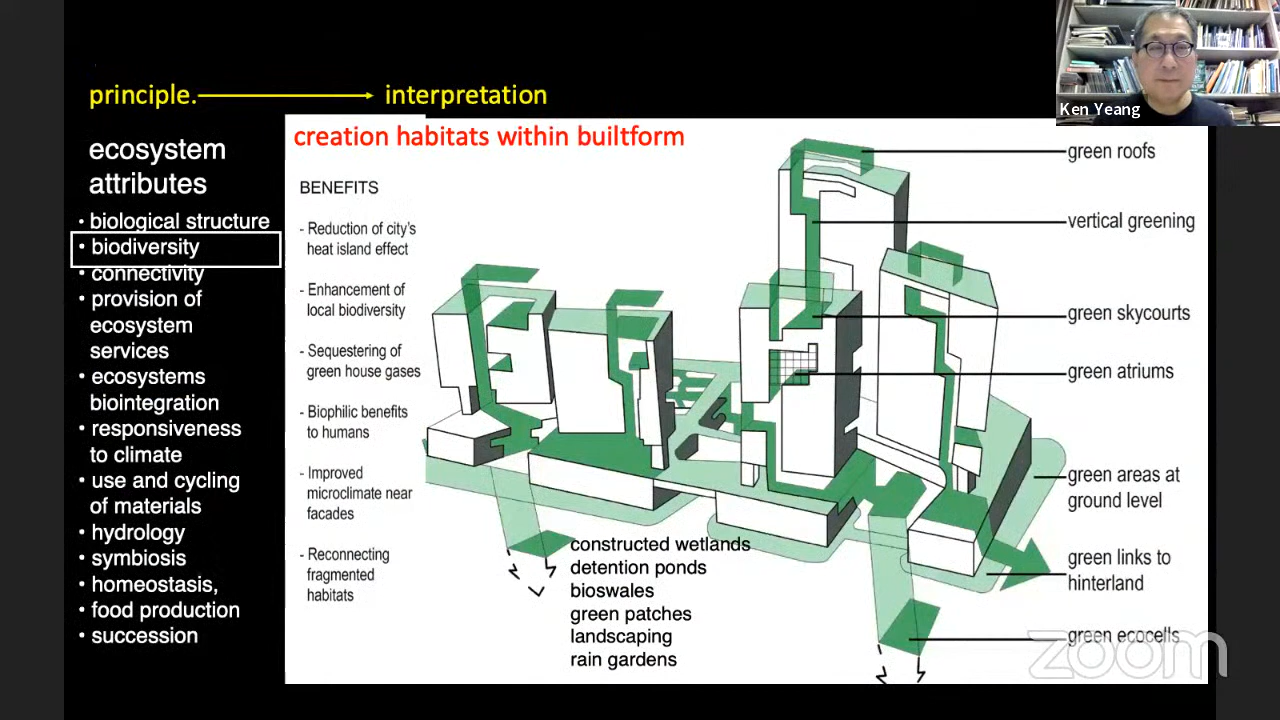 principle. interpretation
Ken Yeang
ecosystem
attributes
• biological structure
• biodiversity
• connectivity
• provision of
ecosystem
services
• ecosystems
biointegration
• responsiveness
to climate
• use and cycling
of materials
• hydrology
• symbiosis
• homeostasis,
• food production
• succession
creation habitats within builtform
BENEFITS
- Reduction of city's
heat island effect
- Enhancement of
local biodiversity
- Sequestering of
green house gases
- Biophilic benefits
to humans
- Improved
microclimate near
facades
- Reconnecting
fragmented
habitats
constructed wetlands
detention ponds
bioswales
green patches
landscaping
rain gardens
green roofs
vertical greening
green skycourts
green atriums
green areas at
ground level
green links to
hinterland
green ecocells
zoom